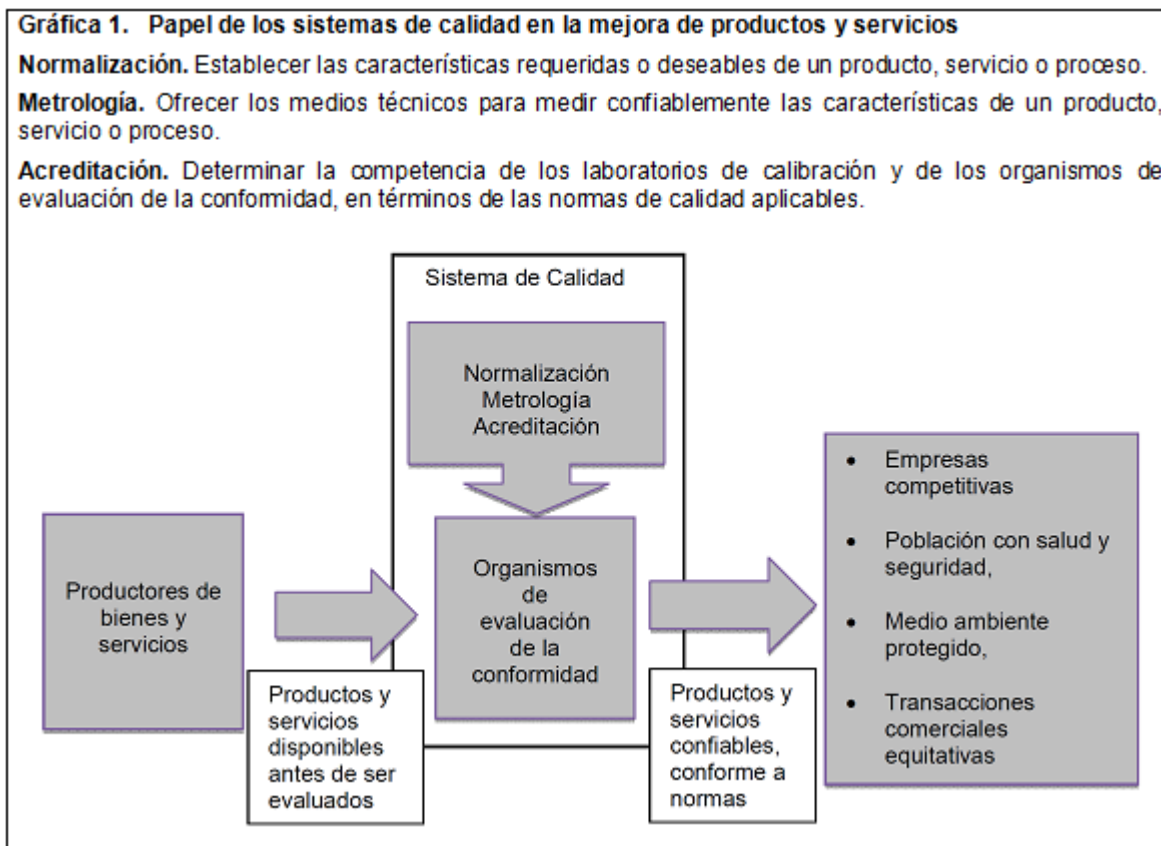 Gráfica 1. Papel de los sistemas de calidad en la mejora de productos y servicios
Normalización. Establecer las características requeridas o deseables de un producto, servicio o proceso.
Metrología. Ofrecer los medios técnicos para medir confiablemente las características de un producto,
servicio o proceso.
Acreditación. Determinar la competencia de los laboratorios de calibración y de los organismos de
evaluación de la conformidad, en términos de las normas de calidad aplicables.
Sistema de Calidad
Normalización
Metrología
Acreditación
Productores de
bienes y
servicios
Organismos
de
evaluación
de la
conformidad
Productos y
servicios
disponibles
antes de ser
evaluados
Productos y
servicios
confiables,
conforme a
normas
• Empresas
competitivas
• Población con salud y
seguridad,
• Medio ambiente
protegido,
• Transacciones
comerciales
equitativas